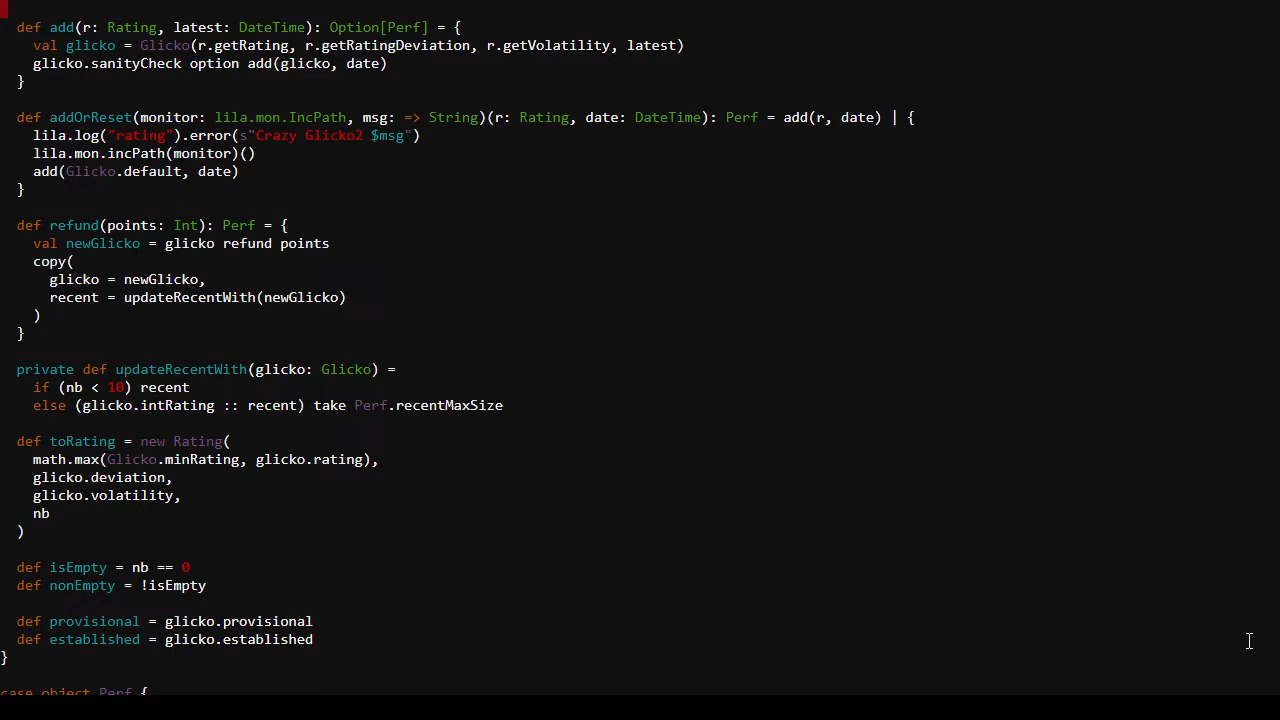 def add(r: Rating, latest: DateTime): Option[Perf] = {
val glicko = Glicko(r.getRating, r.getRatingDeviation, r.getVolatility, latest)
glicko.sanityCheck option add(glicko, date)
}
def addOrReset(monitor: lila.mon.IncPath, msg: => String)(r: Rating, date: DateTime): Perf = add(r, date) | {
lila.log("rating").error(s"Crazy Glicko2 $msg")
lila.mon.incPath(monitor)()
add(Glicko.default, date)
}
def refund(points: Int): Perf = {
val newGlicko = glicko refund points
copy(
glicko = newGlicko,
recent = updateRecentWith(newGlicko)
)
}
private def updateRecentWith(glicko: Glicko) =
if (nb < 10) recent
else (glicko.intRating :: recent) take Perf.recentMaxSize
def toRating = new Rating(
math.max(Glicko.minRating, glicko.rating),
glicko.deviation,
glicko.volatility,
nb
)
def isEmpty = nb == 0
def nonEmpty = !isEmpty
def provisional = glicko.provisional
def established = glicko.established
}
case object Perf {